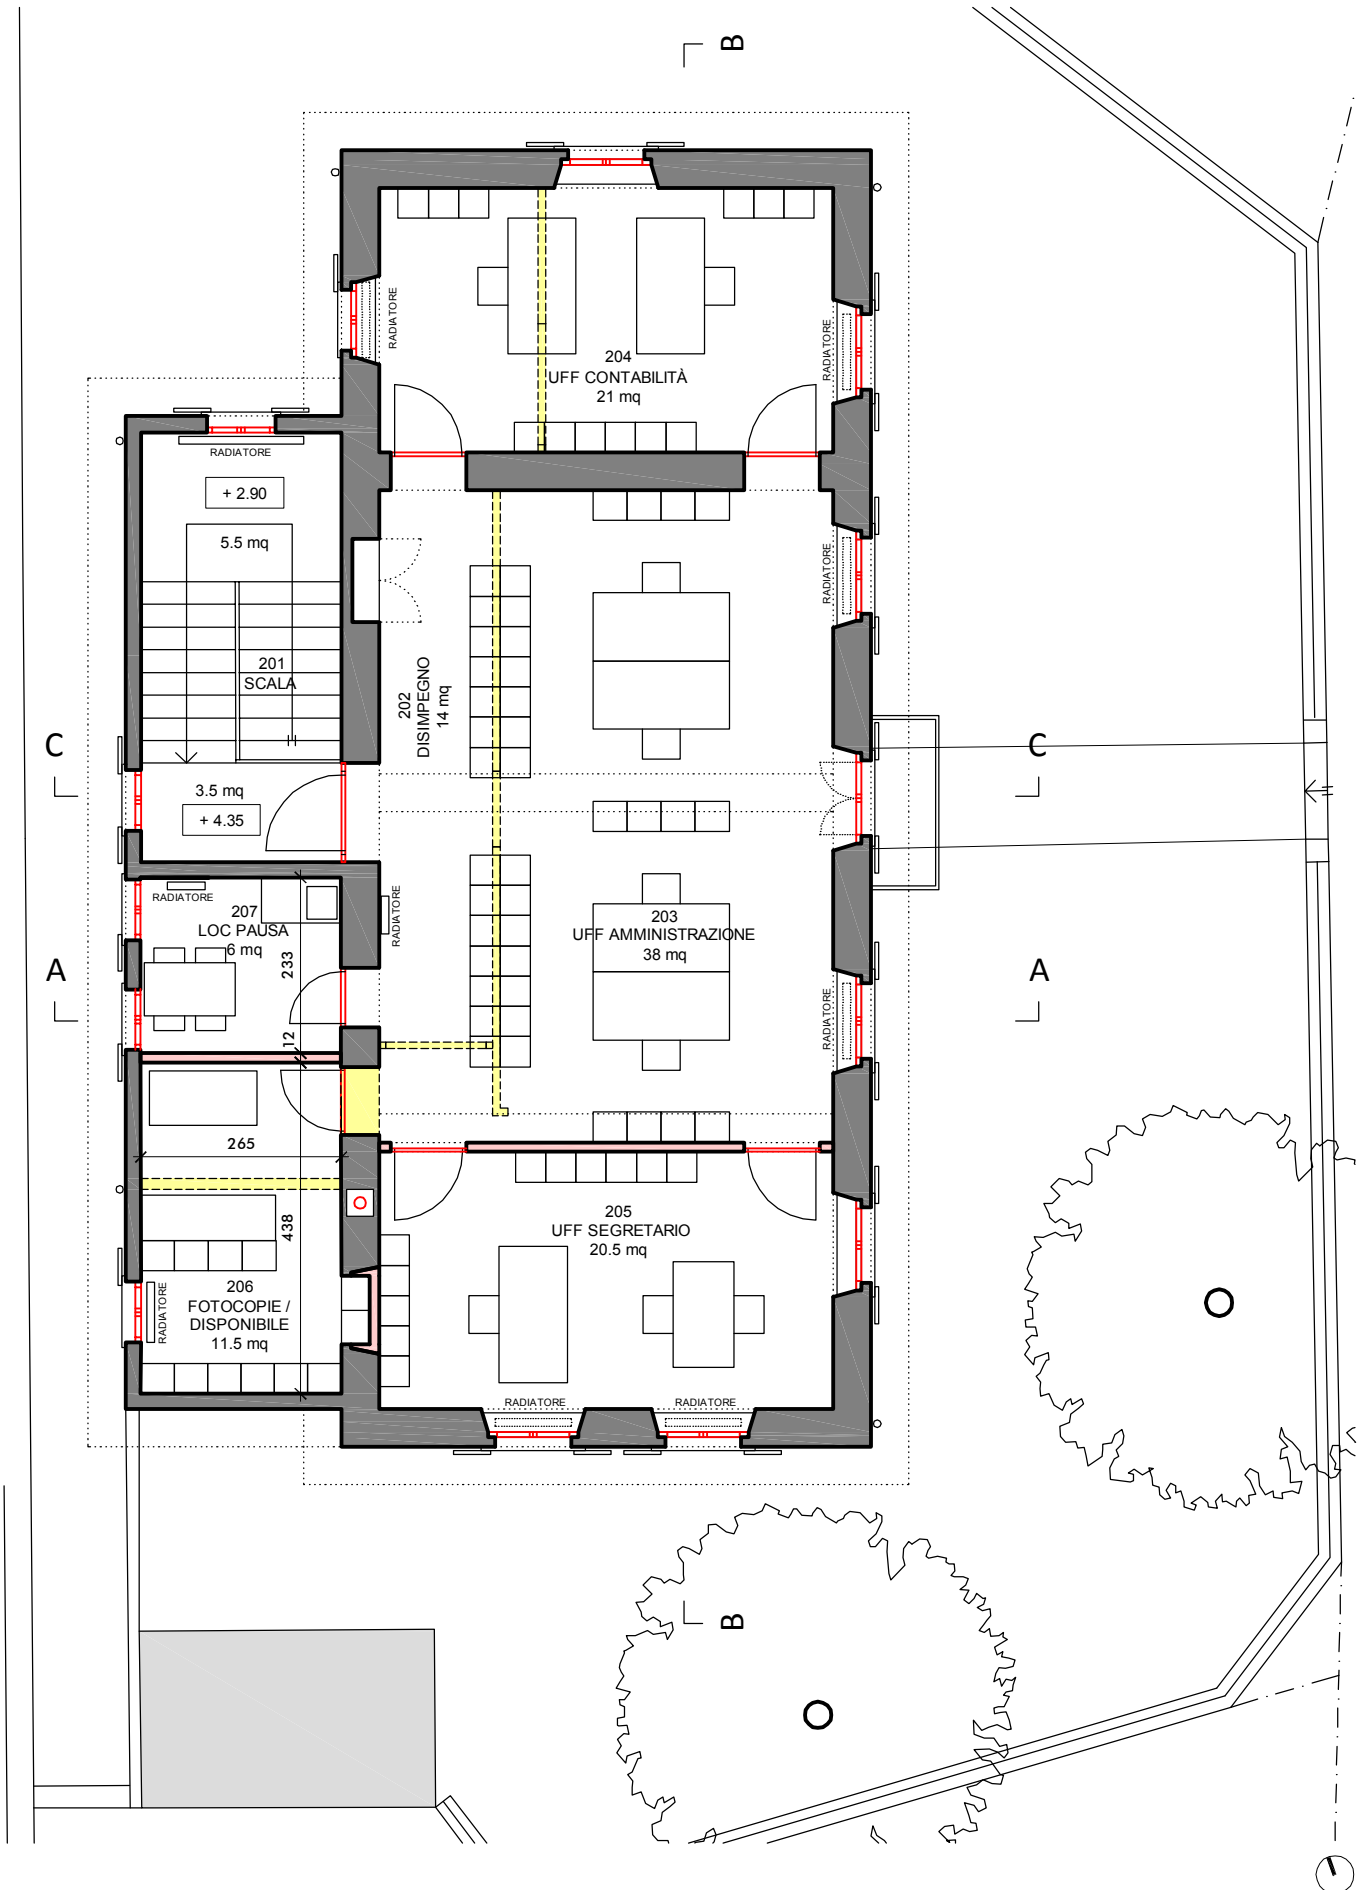 B
RADIATORE
RADIATORE
204
UFF CONTABILITÀ
21 mq
RADIATORE
+ 2.90
5.5 mq
RADIATORE
201
SCALA
202
DISIMPEGNO
14 mq
C
C
3.5 mq
+ 4.35
RADIATORE
207
LOC PAUSA
6 mq
233
RADIATORE
203
UFF AMMINISTRAZIONE
38 mq
A
A
RADIATORE
12
265
438
205
UFF SEGRETARIO
20.5 mq
206
FOTOCOPIE /
DISPONIBILE
11.5 mq
RADIATORE
RADIATORE
RADIATORE
B